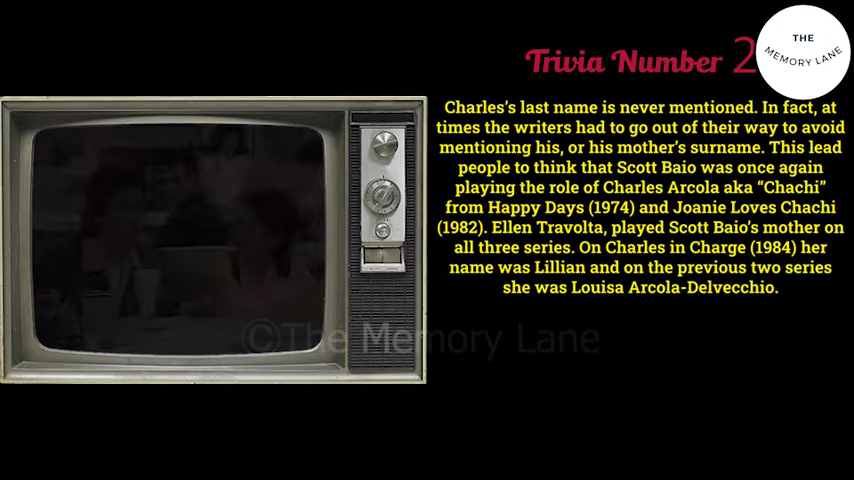 Trivia Number 2
THE
MEMORY LANE
Charles's last name is never mentioned. In fact, at
times the writers had to go out of their way to avoid
mentioning his, or his mother's surname. This lead
people to think that Scott Baio was once again
playing the role of Charles Arcola aka “Chachi”
from Happy Days (1974) and Joanie Loves Chachi
(1982). Ellen Travolta, played Scott Baio's mother on
all three series. On Charles in Charge (1984) her
name was Lillian and on the previous two series
she was Louisa Arcola-Delvecchio.
©The Memory Lane